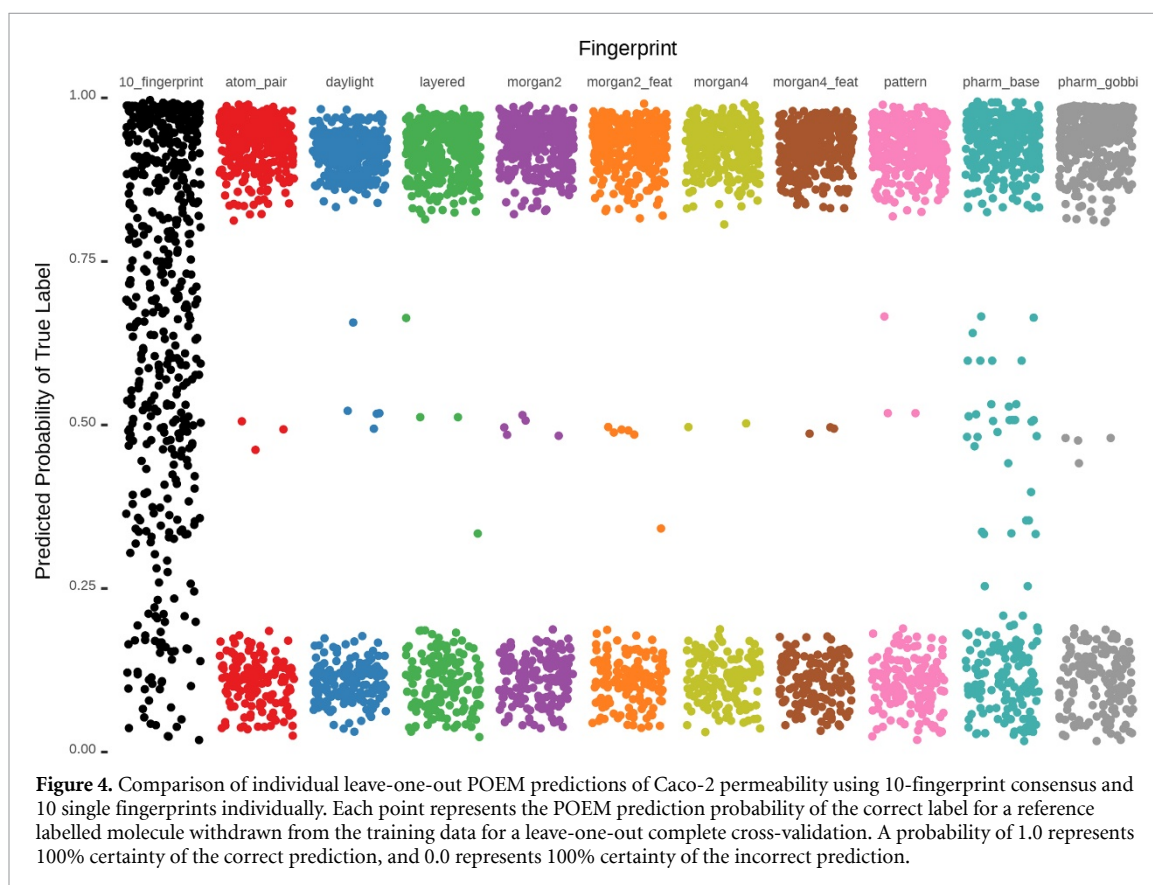 Fingerprint
10_fingerprint atom_pair daylight layered morgan2 morgan2_feat morgan4 morgan4_feat pattern pharm_base pharm_gobbi
Predicted Probability of True Label
1.00
0.75
0.50
0.25
0.00
Figure 4. Comparison of individual leave-one-out POEM predictions of Caco-2 permeability using 10-fingerprint consensus and
10 single fingerprints individually. Each point represents the POEM prediction probability of the correct label for a reference
labelled molecule withdrawn from the training data for a leave-one-out complete cross-validation. A probability of 1.0 represents
100% certainty of the correct prediction, and 0.0 represents 100% certainty of the incorrect prediction.